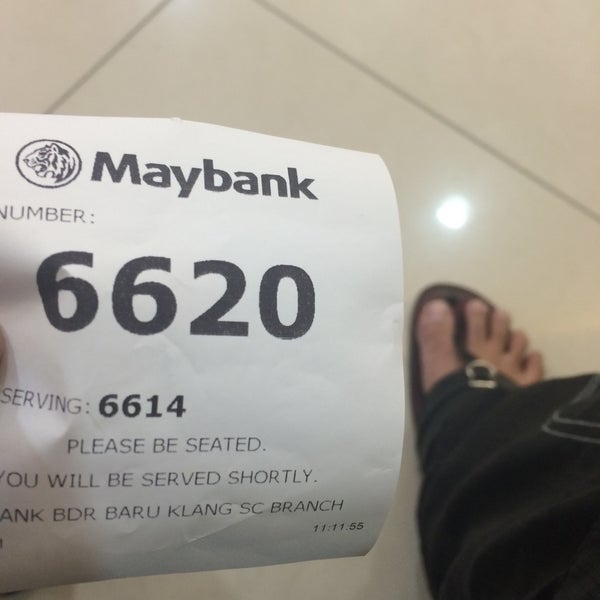 Maybank
NUMBER:
6620
SERVING: 6614
PLEASE BE SEATED.
YOU WILL BE SERVED SHORTLY.
ANK BDR BARU KLANG SC BRANCH
11:11:55